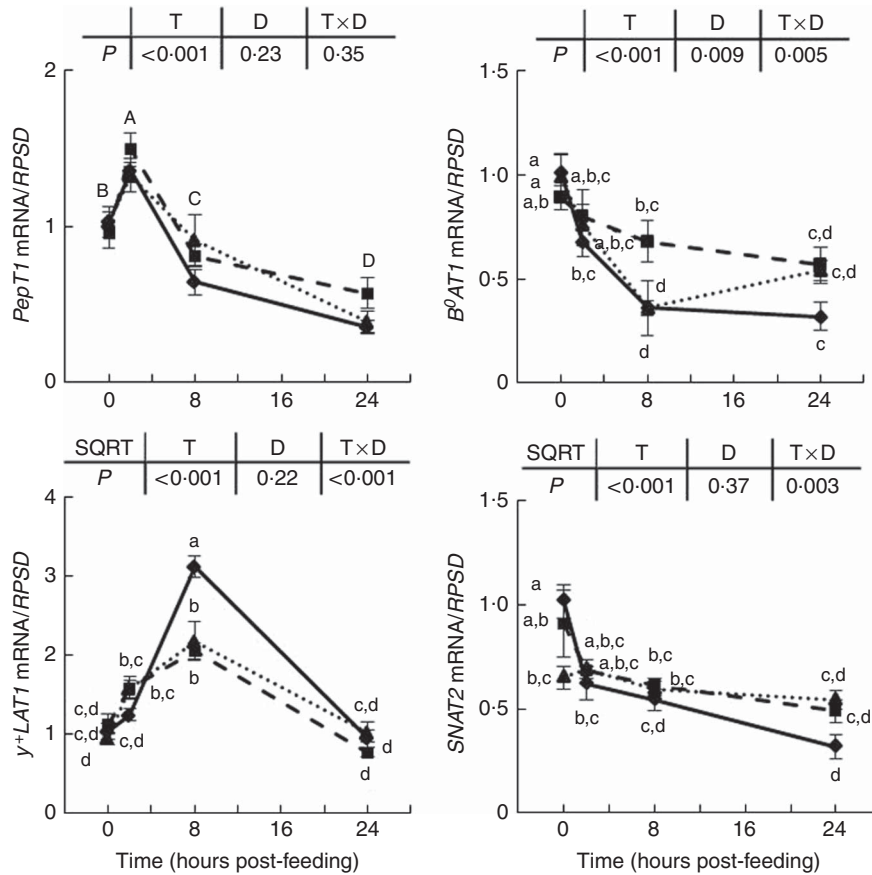 T D T×D
P <0·001 0·23 0·35
2
1
0
PepT1 mRNA/RPSD
B
A
C
D
0 8 16 24
T D T×D
P <0·001 0·009 0·005
1·5
1·0
0·5
0
B⁰AT1 mRNA/RPSD
a
a
a,b
a,b,c
a,b,c
b,c
b,c
d
d
c,d
c,d
c
0 8 16 24
SQRT T D T×D
P <0·001 0·22 <0·001
4
3
2
1
0
y⁺LAT1 mRNA/RPSD
c,d
c,d
d
b,c
b,c
c,d
a
b
b
c,d
d
d
0 8 16 24
Time (hours post-feeding)
SQRT T D T×D
P <0·001 0·37 0·003
1·5
1·0
0·5
0
SNAT2 mRNA/RPSD
a
a,b
b,c
a,b,c
a,b,c
b,c
b,c
b,c
c,d
c,d
c,d
d
0 8 16 24
Time (hours post-feeding)